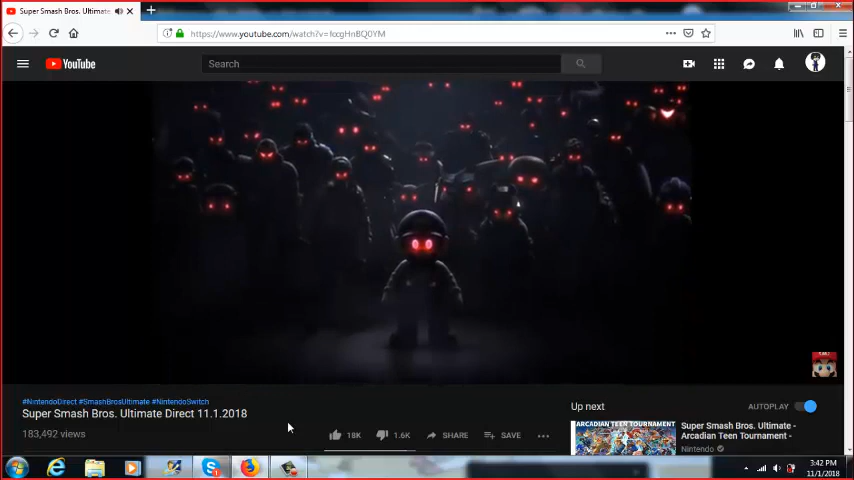 Super Smash Bros. Ultimate
https://www.youtube.com/watch?v=fccgHnBQ0YM
YouTube
Search
#NintendoDirect #SmashBrosUltimate #NintendoSwitch
Super Smash Bros. Ultimate Direct 11.1.2018
183,492 views
18K
1.6K
SHARE
SAVE
Up next
AUTOPLAY
ARCADIAN TEEN TOURNAMENT
Super Smash Bros. Ultimate -
Arcadian Teen Tournament -
Nintendo
3:42 PM
11/1/2018